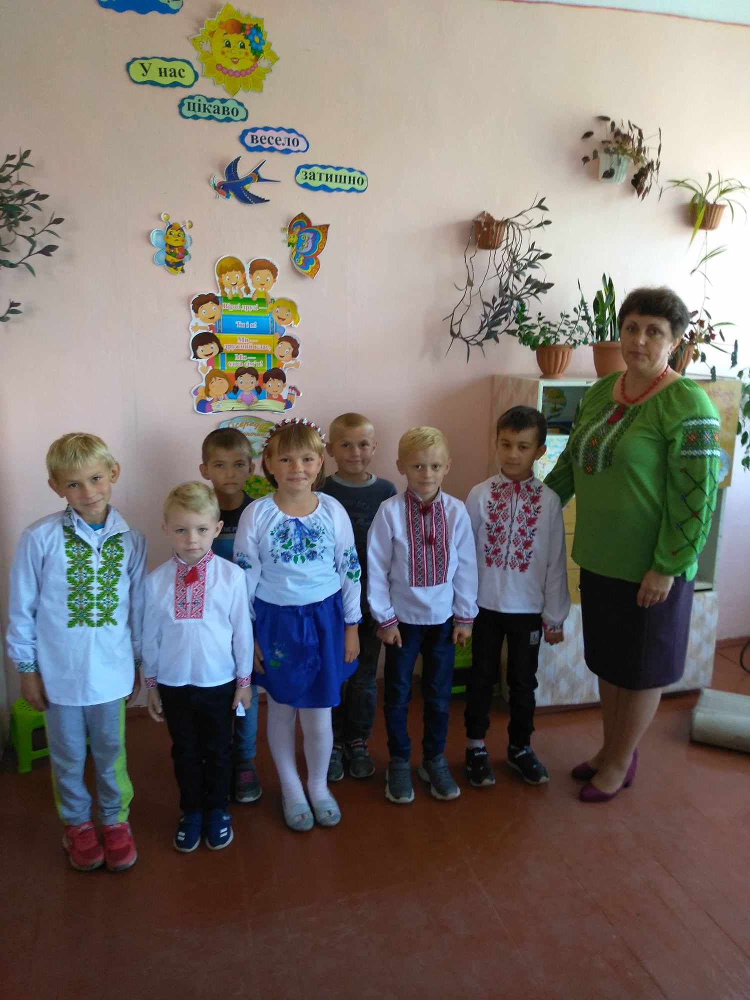 У нас
цікаво
весело
затишно
Вірні друзі —
Ти і я!
Ми —
дружний клас,
Ми —
одна сім'я!